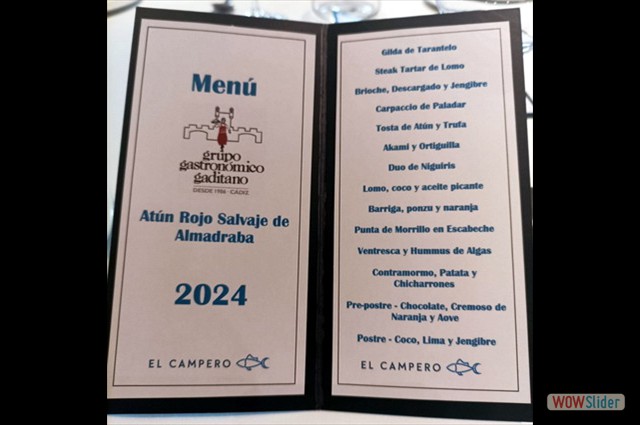 Menú
grupo
gastronómico
gaditano
DESDE 1986 - CADIZ
Atún Rojo Salvaje de
Almadraba
2024
EL CAMPERO
Gilda de Tarantelo
Steak Tartar de Lomo
Brioche, Descargado y Jengibre
Carpaccio de Paladar
Tosta de Atún y Trufa
Akami y Ortiguilla
Duo de Niguiris
Lomo, coco y aceite picante
Barriga, ponzu y naranja
Punta de Morrillo en Escabeche
Ventresca y Hummus de Algas
Contramormo, Patata y
Chicharrones
Pre-postre - Chocolate, Cremoso de
Naranja y Aove
Postre - Coco, Lima y Jengibre
EL CAMPERO
WOWSlider